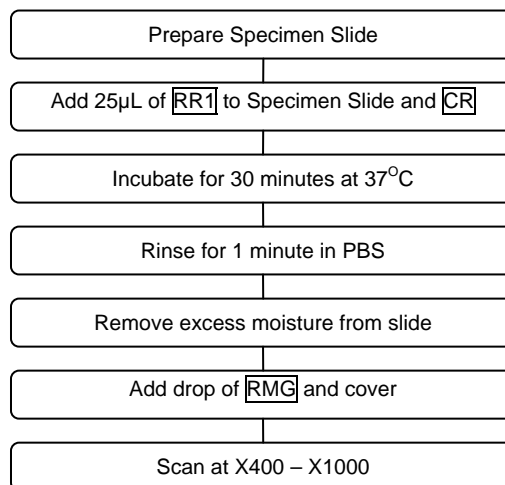 Prepare Specimen Slide
Add 25µL of RR1 to Specimen Slide and CR
Incubate for 30 minutes at 37ᴼC
Rinse for 1 minute in PBS
Remove excess moisture from slide
Add drop of RMG and cover
Scan at X400 – X1000